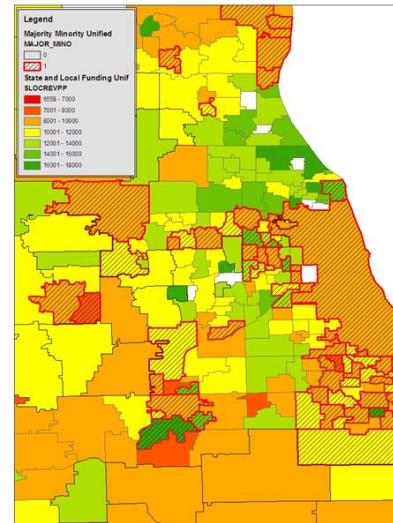 Legend
Majority Minority Unified
MAJOR_MINO
0
1
State and Local Funding Unif
SLOCREVPP
6558 - 7000
7001 - 8000
8001 - 10000
10001 - 12000
12001 - 14000
14001 - 16000
16001 - 18000